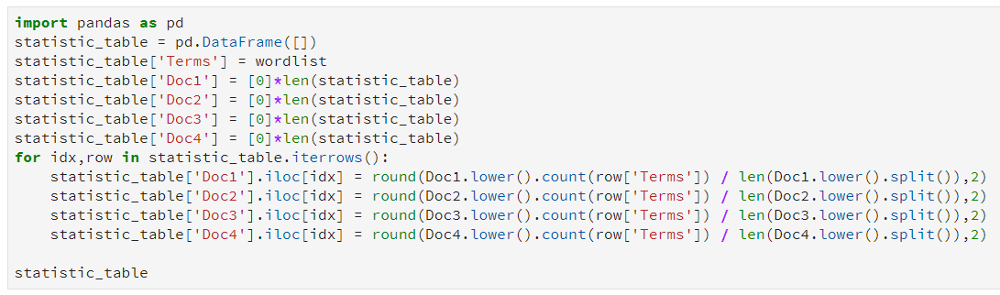 import pandas as pd
statistic_table = pd.DataFrame([])
statistic_table['Terms'] = wordlist
statistic_table['Doc1'] = [0]*len(statistic_table)
statistic_table['Doc2'] = [0]*len(statistic_table)
statistic_table['Doc3'] = [0]*len(statistic_table)
statistic_table['Doc4'] = [0]*len(statistic_table)
for idx,row in statistic_table.iterrows():
    statistic_table['Doc1'].iloc[idx] = round(Doc1.lower().count(row['Terms']) / len(Doc1.lower().split()),2)
    statistic_table['Doc2'].iloc[idx] = round(Doc2.lower().count(row['Terms']) / len(Doc2.lower().split()),2)
    statistic_table['Doc3'].iloc[idx] = round(Doc3.lower().count(row['Terms']) / len(Doc3.lower().split()),2)
    statistic_table['Doc4'].iloc[idx] = round(Doc4.lower().count(row['Terms']) / len(Doc4.lower().split()),2)
statistic_table